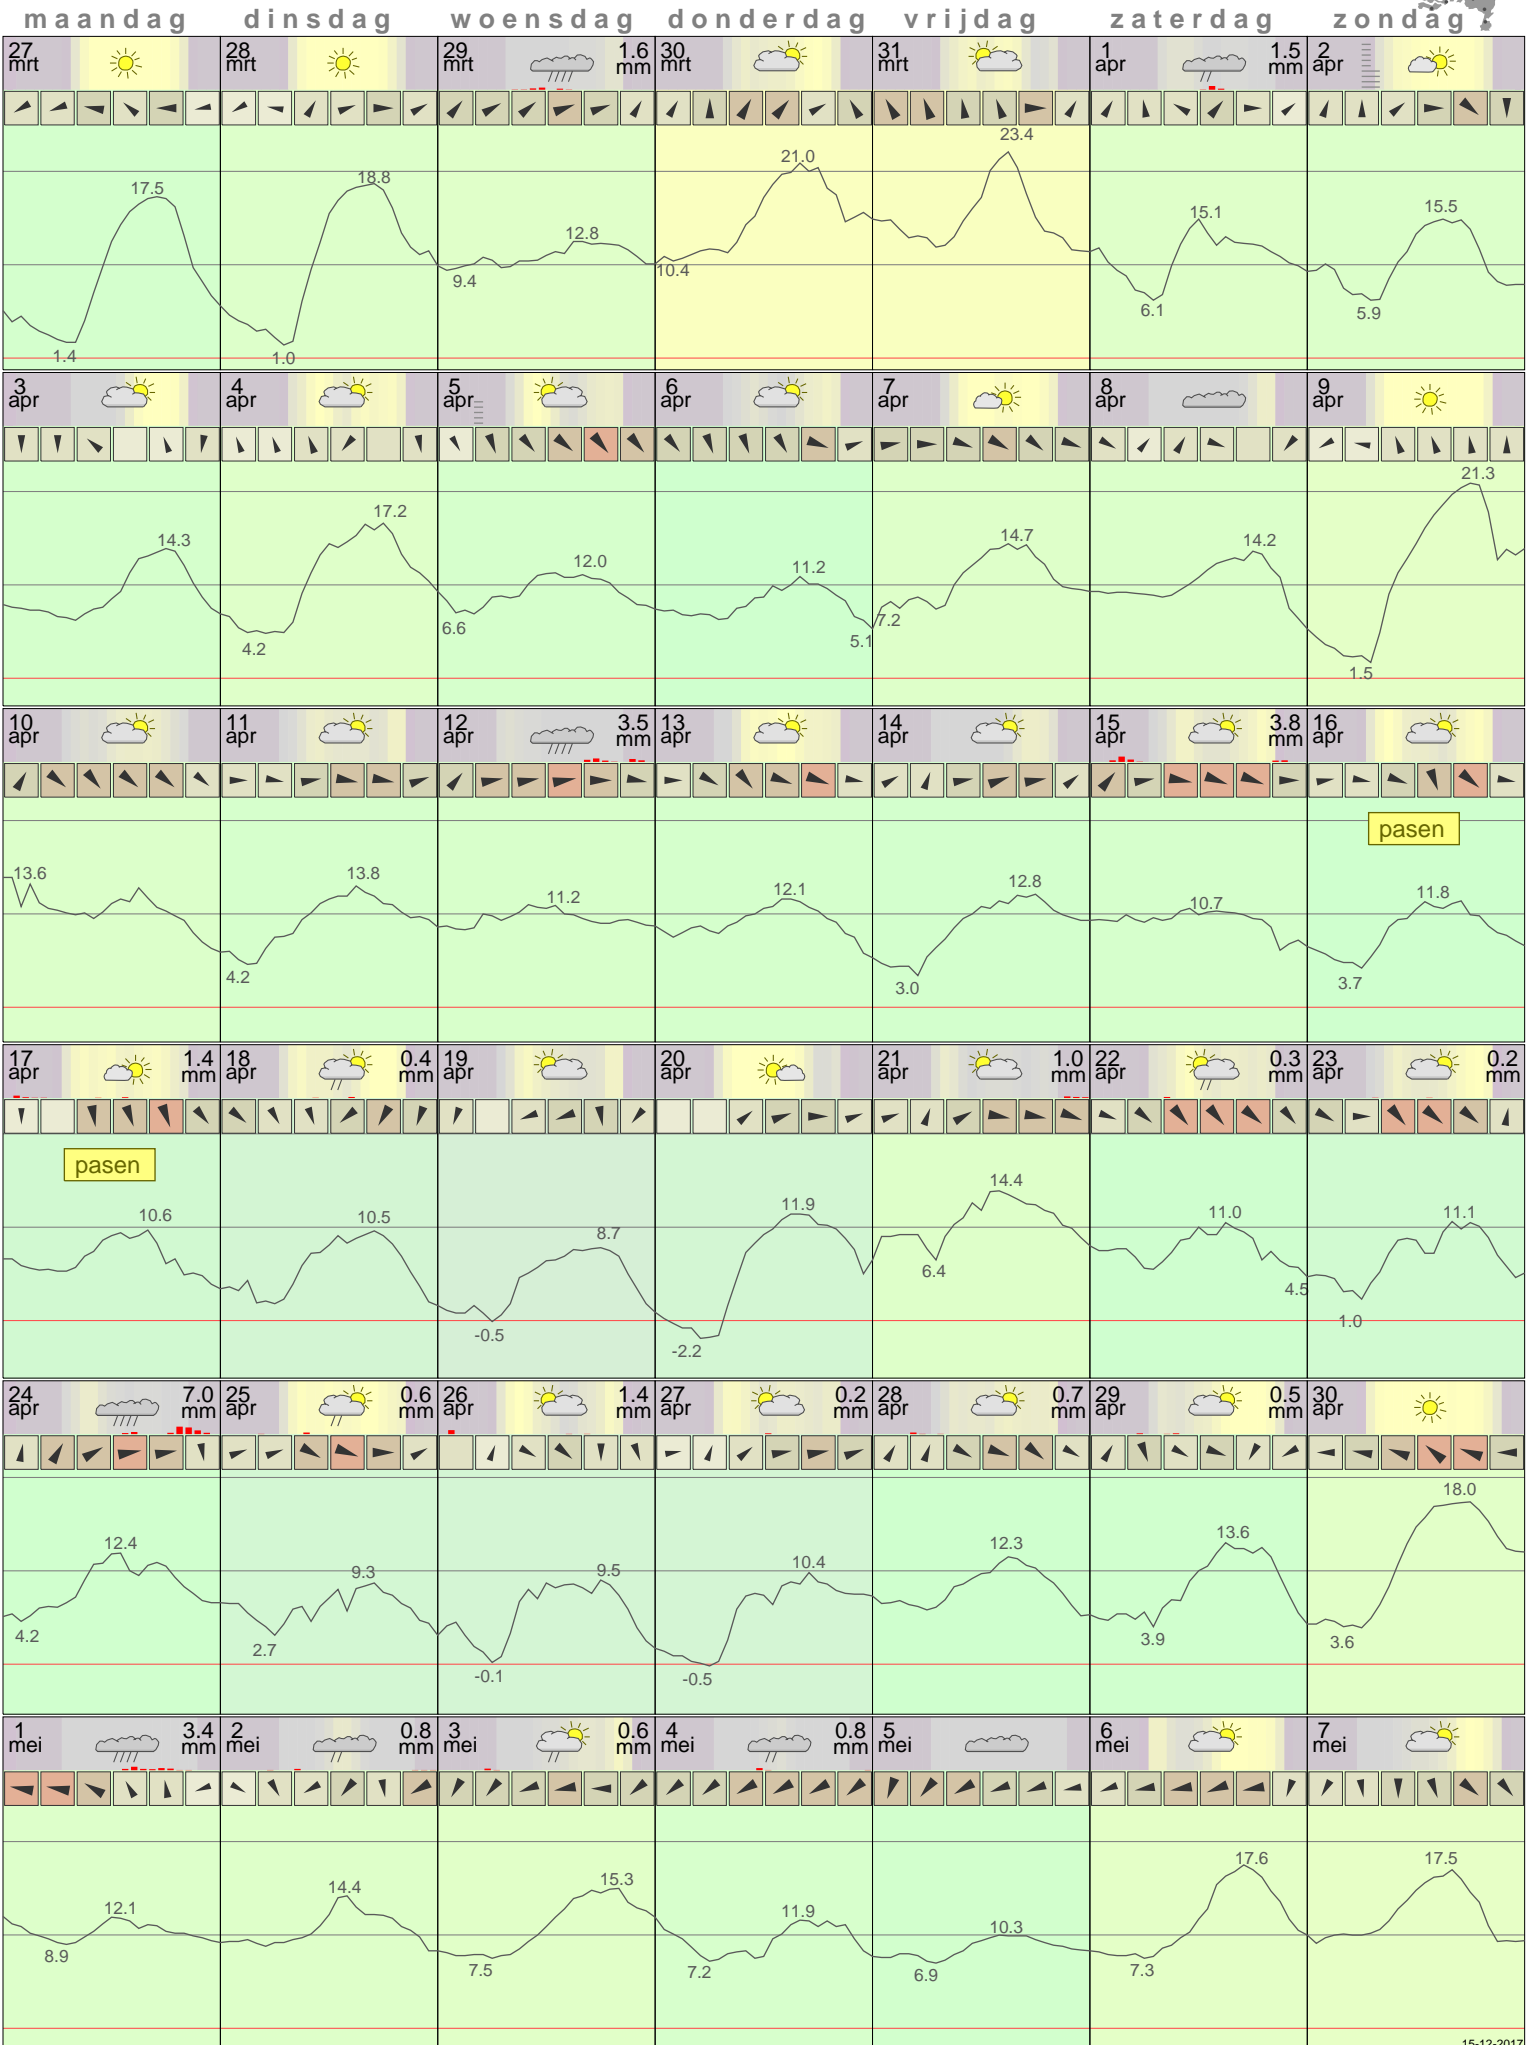 maandag dinsdag woensdag donderdag vrijdag zaterdag zondag
27 28 29 1.6 30 31 1 1.5 2
mrt mrt mrt mm mrt mrt apr mm apr
23.4
21.0
17.5 18.8
15.1 15.5
12.8
9.4 10.4
6.1 5.9
1.4 1.0
3 4 5 6 7 8 9
apr apr apr apr apr apr apr
21.3
14.3 17.2 12.0 11.2 14.7 14.2
4.2 6.6 5.1 7.2 1.5
10 11 12 3.5 13 14 15 3.8 16
apr apr apr mm apr apr apr mm apr
pasen
13.6 13.8 11.2 12.1 12.8 10.7 11.8
4.2 3.0 3.7
17 1.4 18 0.4 19 20 21 1.0 22 0.3 23 0.2
apr mm apr mm apr apr apr mm apr mm apr mm
pasen
10.6 10.5 8.7 11.9 14.4 11.0 11.1
-0.5 -2.2 6.4 4.5 1.0
24 7.0 25 0.6 26 1.4 27 0.2 28 0.7 29 0.5 30
apr mm apr mm apr mm apr mm apr mm apr mm apr
12.4 9.3 9.5 10.4 12.3 13.6 18.0
4.2 2.7 -0.1 -0.5 3.9 3.6
1 3.4 2 0.8 3 0.6 4 0.8 5 6 7
mei mm mei mm mei mm mei mm mei mei mei
12.1 14.4 15.3 11.9 10.3 17.6 17.5
8.9 7.5 7.2 6.9 7.3
15-12-2017